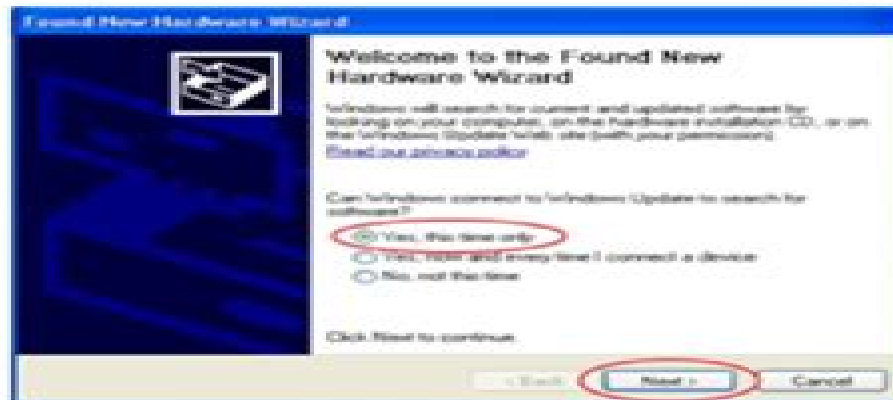 Found New Hardware Wizard
Welcome to the Found New
Hardware Wizard
Windows will search for current and updated software by
looking on your computer, on the hardware installation CD, or on
the Windows Update Web site (with your permission).
Read our privacy policy
Can Windows connect to Windows Update to search for
software?
Yes, this time only
Yes, now and every time I connect a device
No, not this time
Click Next to continue.
< Back
Next >
Cancel